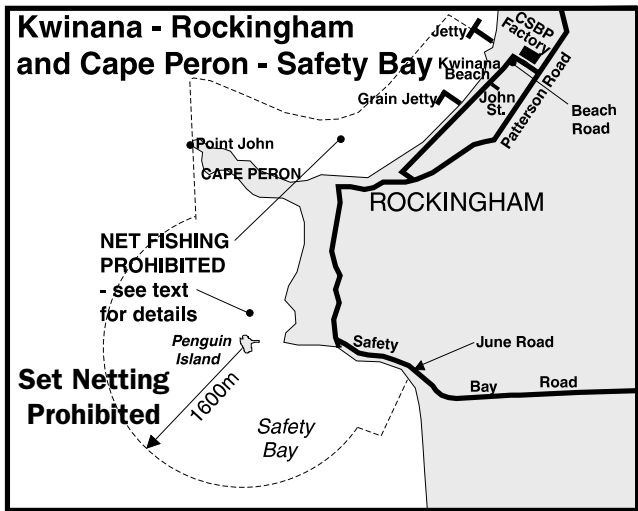 Kwinana - Rockingham
and Cape Peron - Safety Bay
Jetty
CSBP
Factory
Kwinana
Beach
Grain Jetty
John
St.
Patterson Road
Beach
Road
Point John
CAPE PERON
ROCKINGHAM
NET FISHING
PROHIBITED
- see text
for details
Penguin
Island
Safety
June Road
Bay
Road
Set Netting
Prohibited
1600m
Safety
Bay